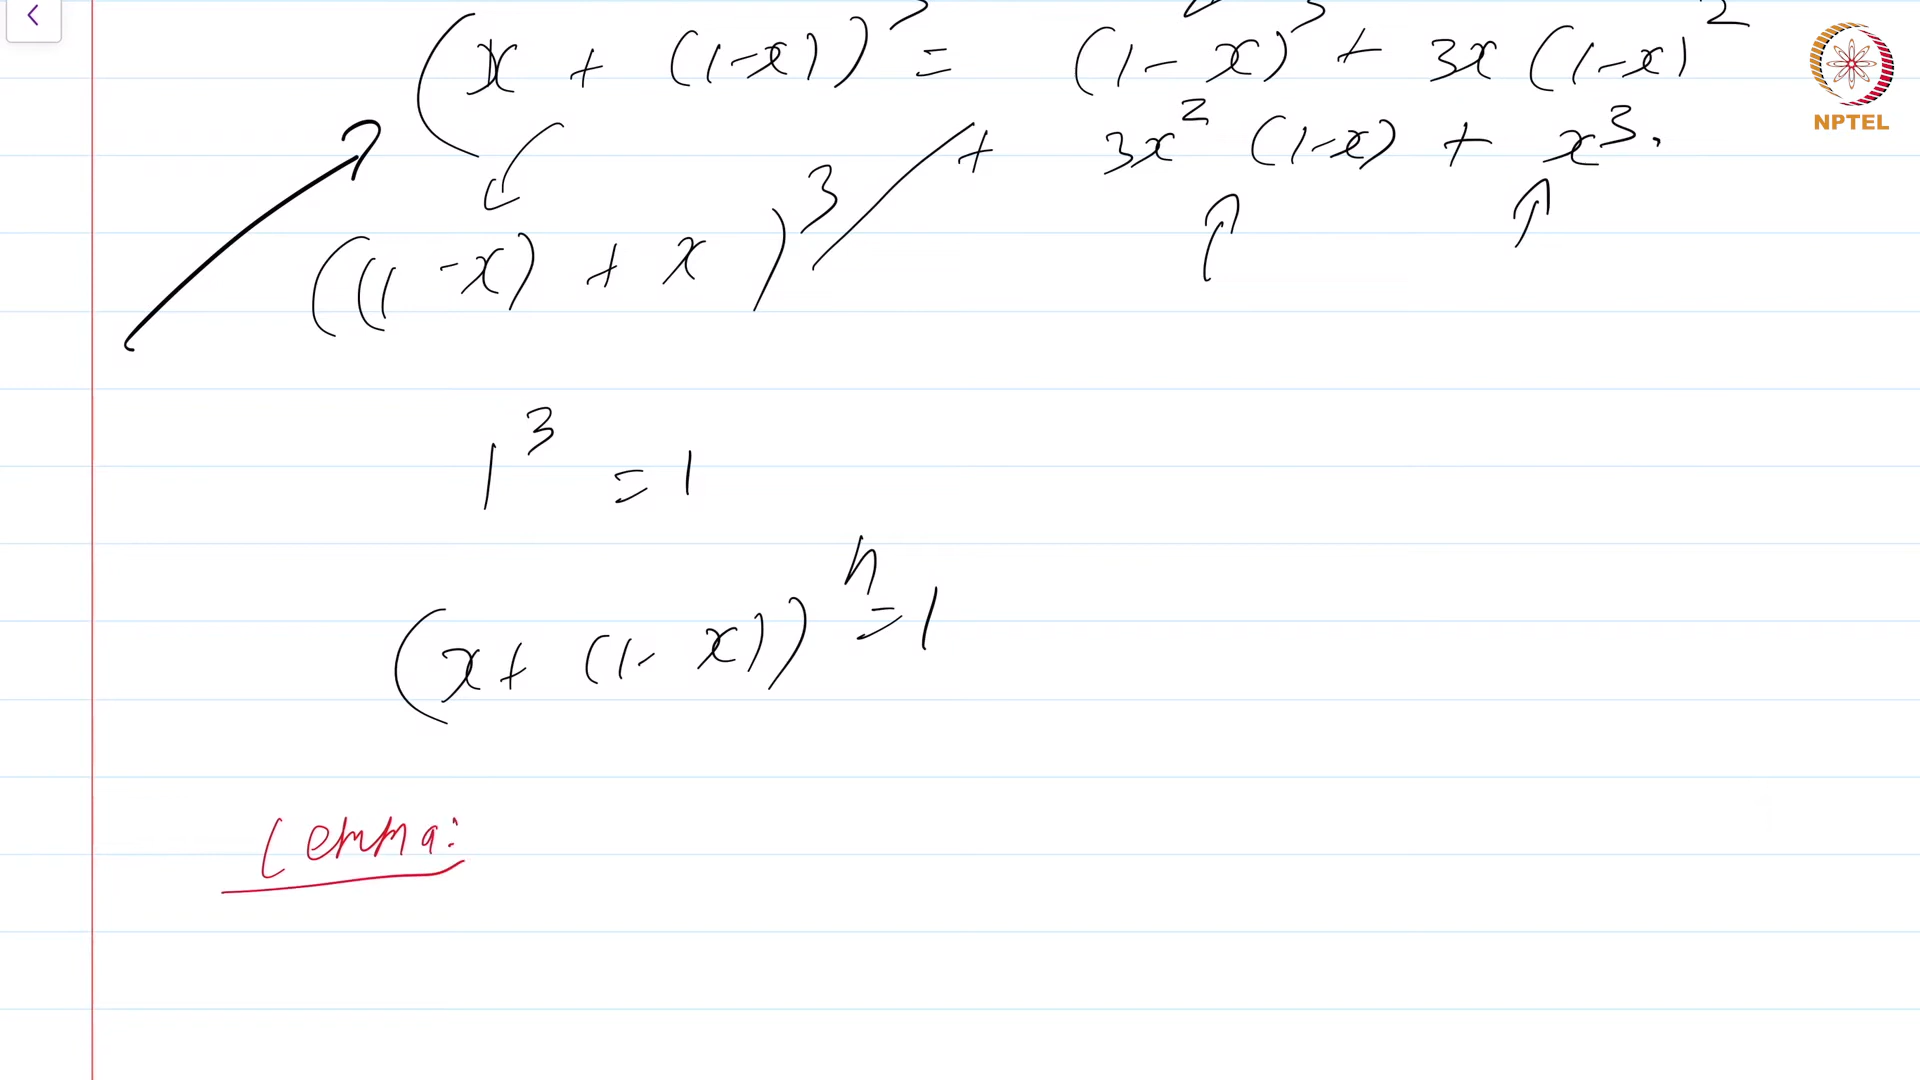 (x + (1-x))³ = (1-x)³ + 3x (1-x)²
+ 3x² (1-x) + x³.
((1-x) + x)³
1³ = 1
(x + (1-x))ⁿ = 1
Lemma:
NPTEL